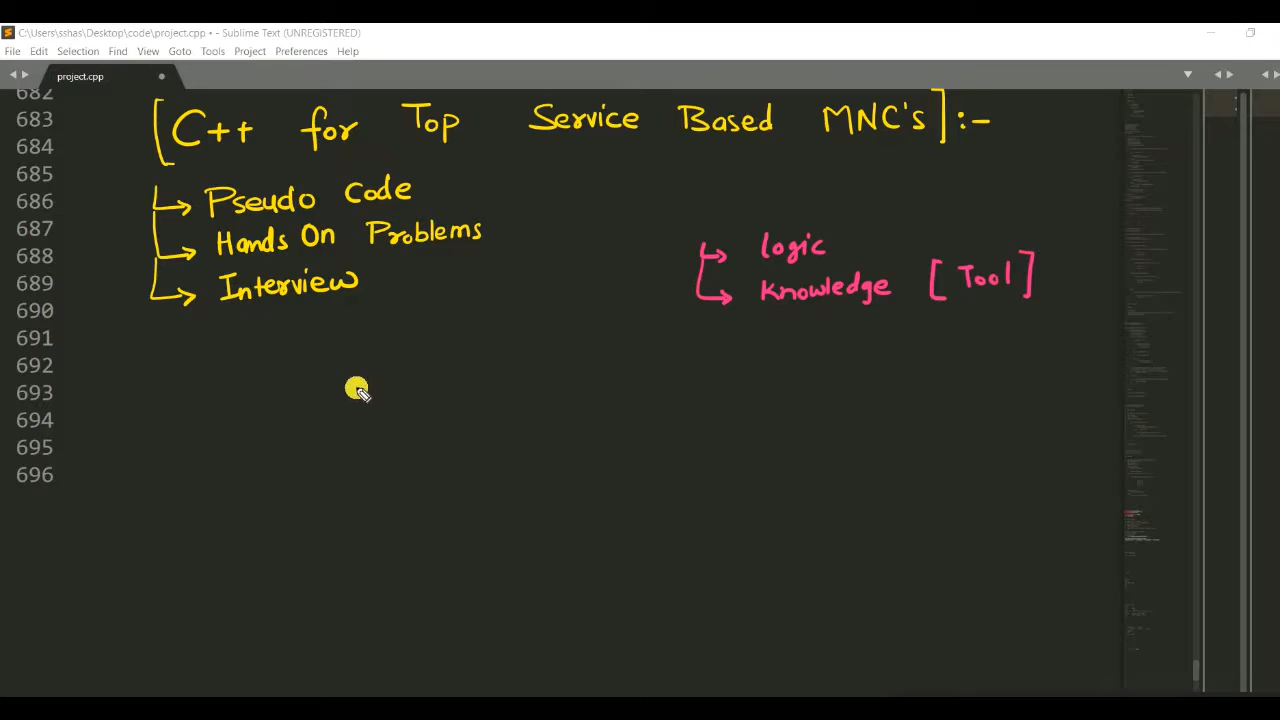 C:\Users\sshas\Desktop\code\project.cpp • - Sublime Text (UNREGISTERED)
File Edit Selection Find View Goto Tools Project Preferences Help
project.cpp
682
683 [C++ for Top Service Based MNC's]:-
684
685
686 Pseudo Code
687 Hands On Problems
688 logic
689 Interview Knowledge [Tool]
690
691
692
693
694
695
696